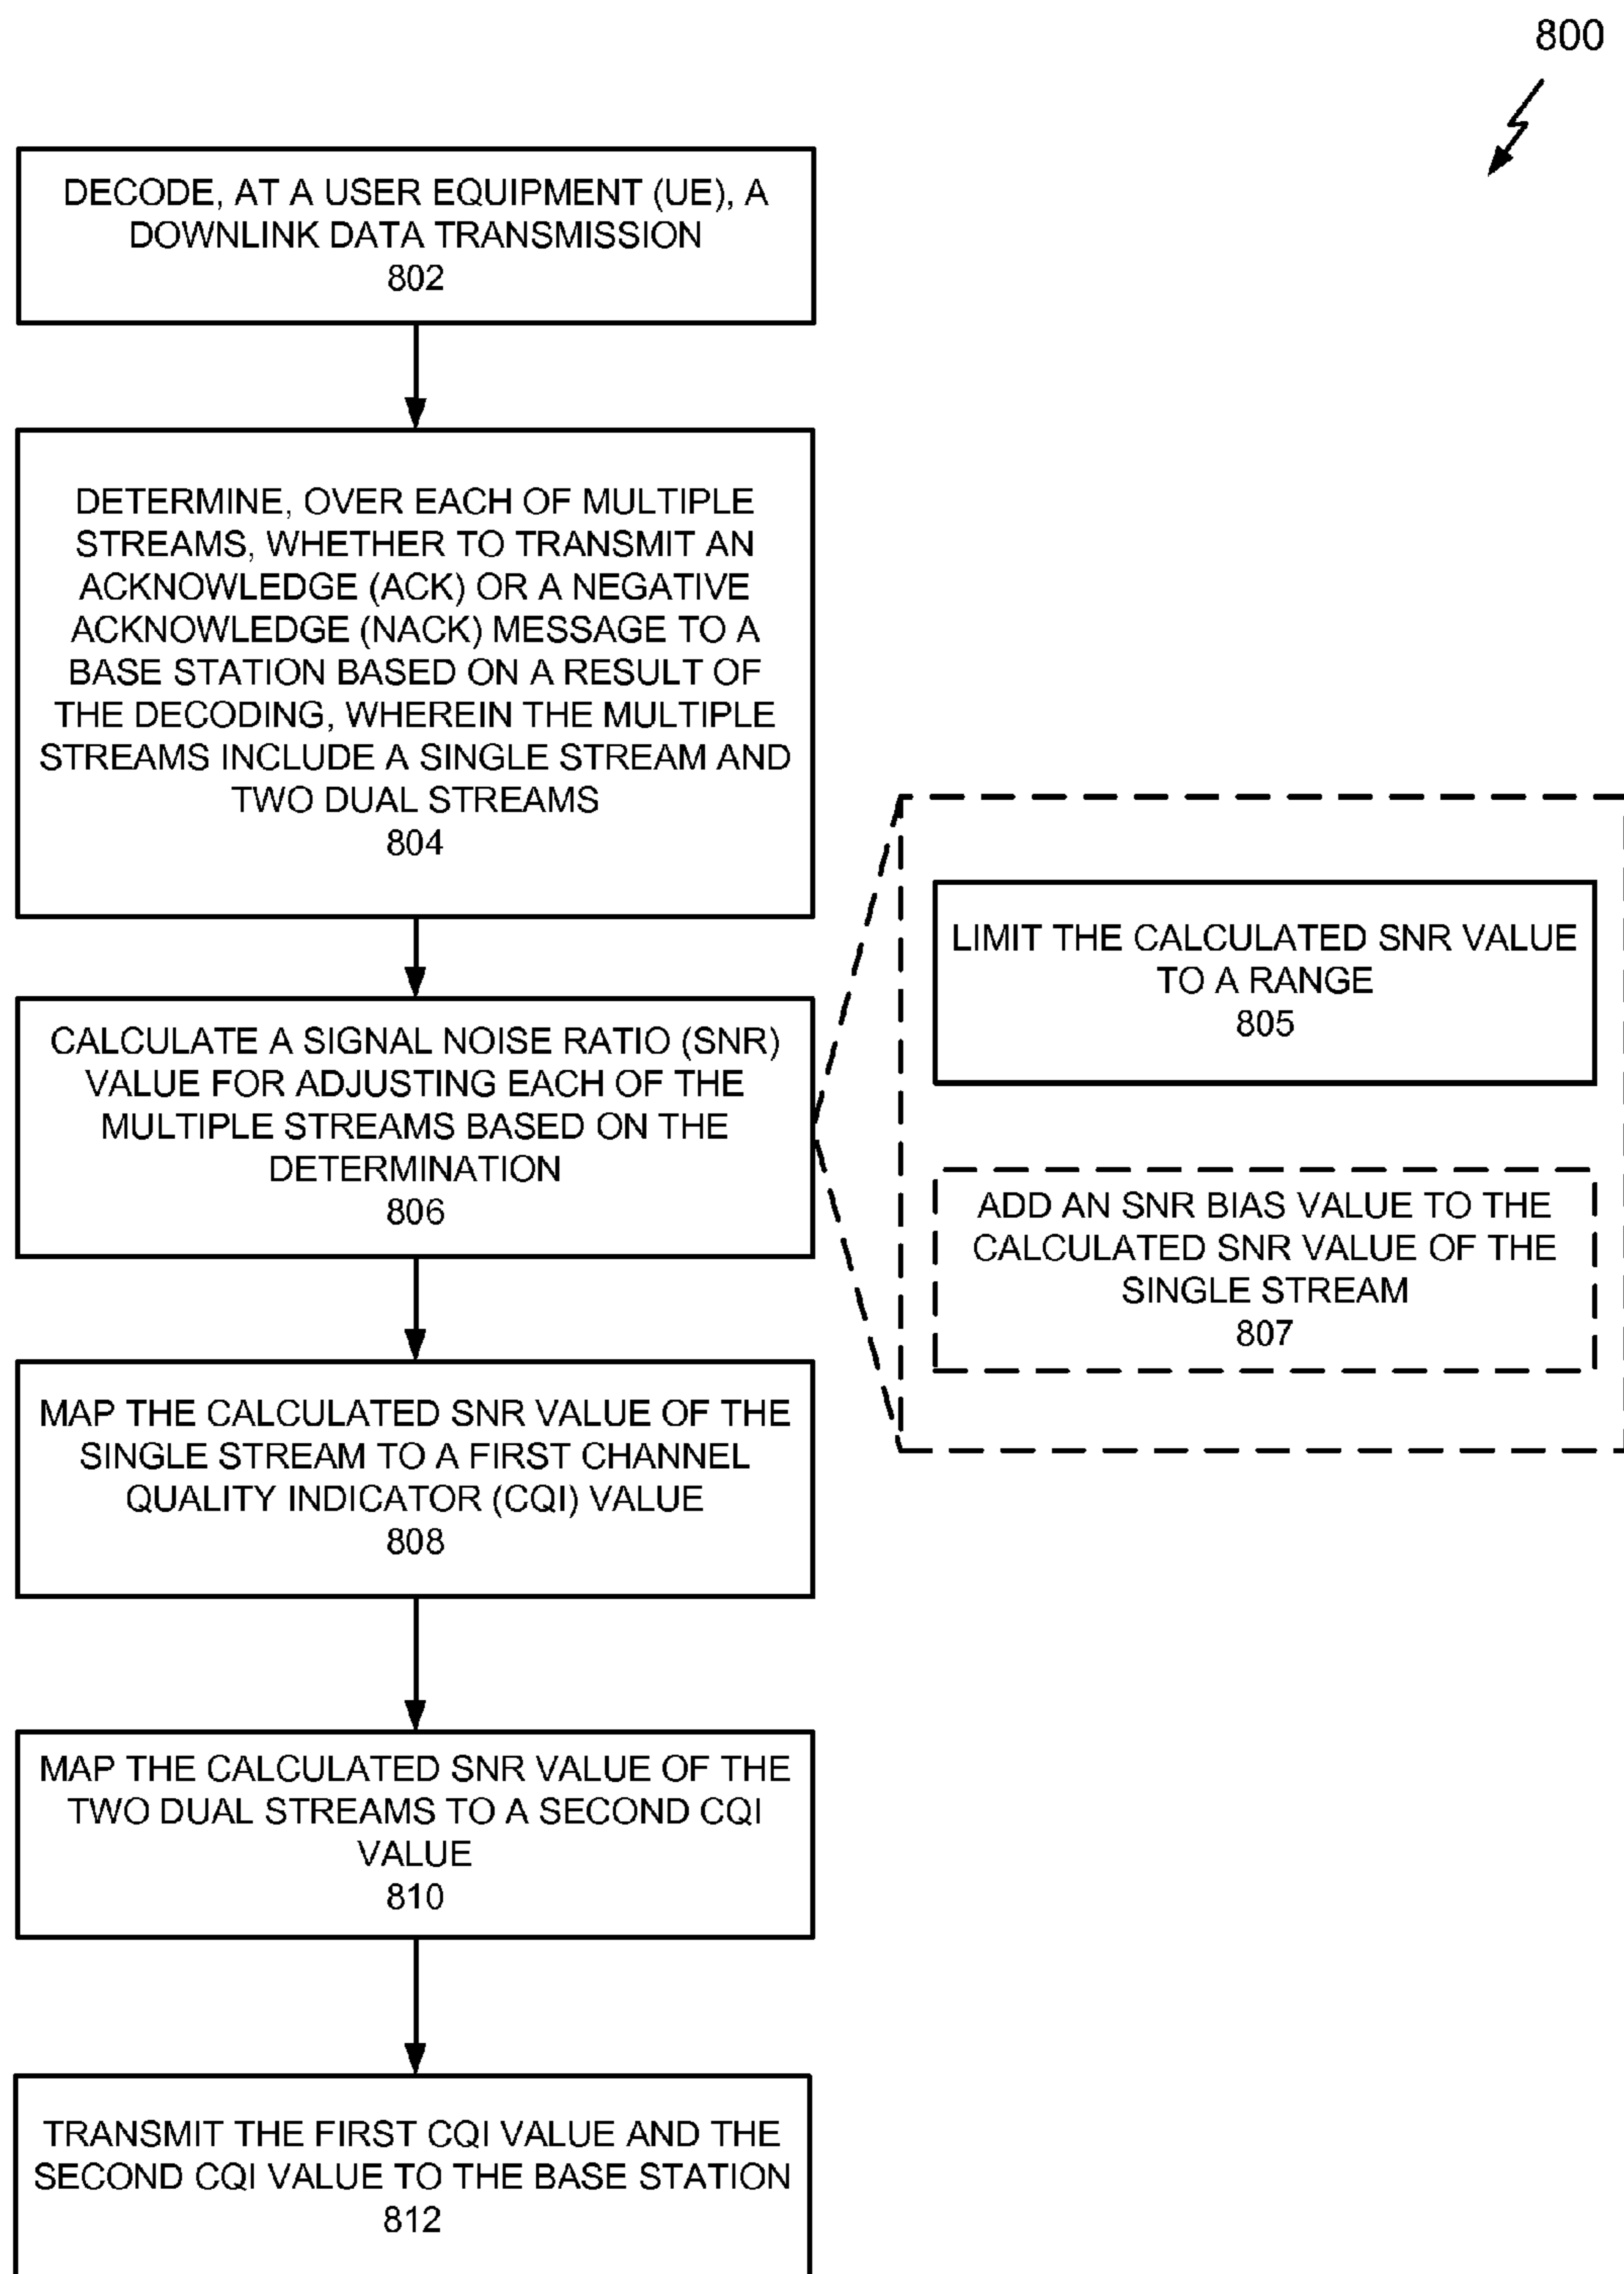 800
DECODE, AT A USER EQUIPMENT (UE), A
DOWNLINK DATA TRANSMISSION
802
DETERMINE, OVER EACH OF MULTIPLE
STREAMS, WHETHER TO TRANSMIT AN
ACKNOWLEDGE (ACK) OR A NEGATIVE
ACKNOWLEDGE (NACK) MESSAGE TO A
BASE STATION BASED ON A RESULT OF
THE DECODING, WHEREIN THE MULTIPLE
STREAMS INCLUDE A SINGLE STREAM AND
TWO DUAL STREAMS
804
CALCULATE A SIGNAL NOISE RATIO (SNR)
VALUE FOR ADJUSTING EACH OF THE
MULTIPLE STREAMS BASED ON THE
DETERMINATION
806
LIMIT THE CALCULATED SNR VALUE
TO A RANGE
805
ADD AN SNR BIAS VALUE TO THE
CALCULATED SNR VALUE OF THE
SINGLE STREAM
807
MAP THE CALCULATED SNR VALUE OF THE
SINGLE STREAM TO A FIRST CHANNEL
QUALITY INDICATOR (CQI) VALUE
808
MAP THE CALCULATED SNR VALUE OF THE
TWO DUAL STREAMS TO A SECOND CQI
VALUE
810
TRANSMIT THE FIRST CQI VALUE AND THE
SECOND CQI VALUE TO THE BASE STATION
812